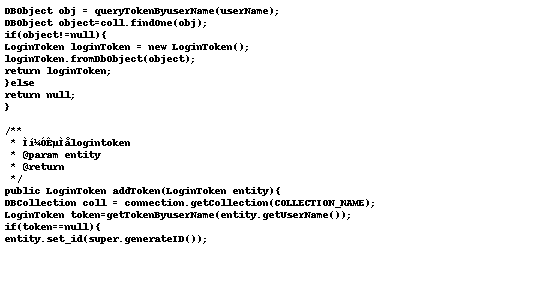 DBObject obj = queryTokenByuserName(userName);
DBObject object=coll.findOne(obj);
if(object!=null){
LoginToken loginToken = new LoginToken();
loginToken.fromDbObject(object);
return loginToken;
}else
return null;
}
/**
* Ìí¼ÓÊµÌålogintoken
* @param entity
* @return
*/
public LoginToken addToken(LoginToken entity){
DBCollection coll = connection.getCollection(COLLECTION_NAME);
LoginToken token=getTokenByuserName(entity.getUserName());
if(token==null){
entity.set_id(super.generateID());